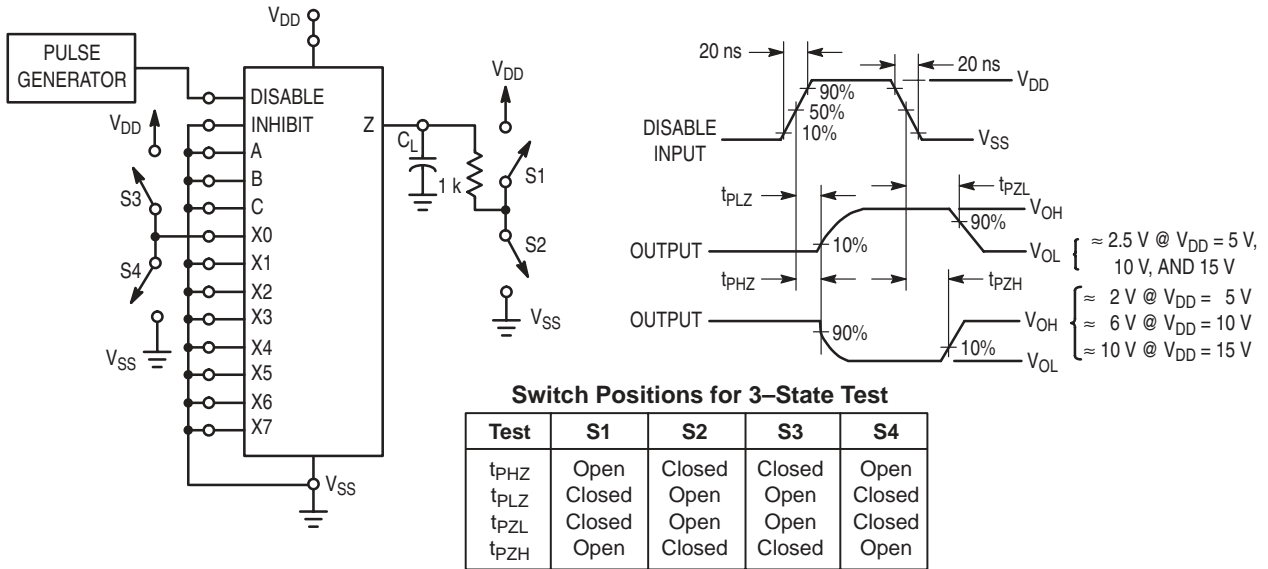 PULSE
GENERATOR
VDD
DISABLE
INHIBIT
A
B
C
X0
X1
X2
X3
X4
X5
X6
X7
Z
VDD
S3
S4
VSS
VSS
CL
1 k
VDD
S1
S2
VSS
20 ns
20 ns
VDD
90%
50%
10%
DISABLE
INPUT
VSS
tPLZ
tPZL
VOH
90%
OUTPUT
10%
VOL
≈ 2.5 V @ VDD = 5 V,
10 V, AND 15 V
tPHZ
tPZH
OUTPUT
90%
VOH
10%
VOL
≈ 2 V @ VDD = 5 V
≈ 6 V @ VDD = 10 V
≈ 10 V @ VDD = 15 V
Switch Positions for 3–State Test
Test S1 S2 S3 S4
tPHZ Open Closed Closed Open
tPLZ Closed Open Open Closed
tPZL Closed Open Open Closed
tPZH Open Closed Closed Open